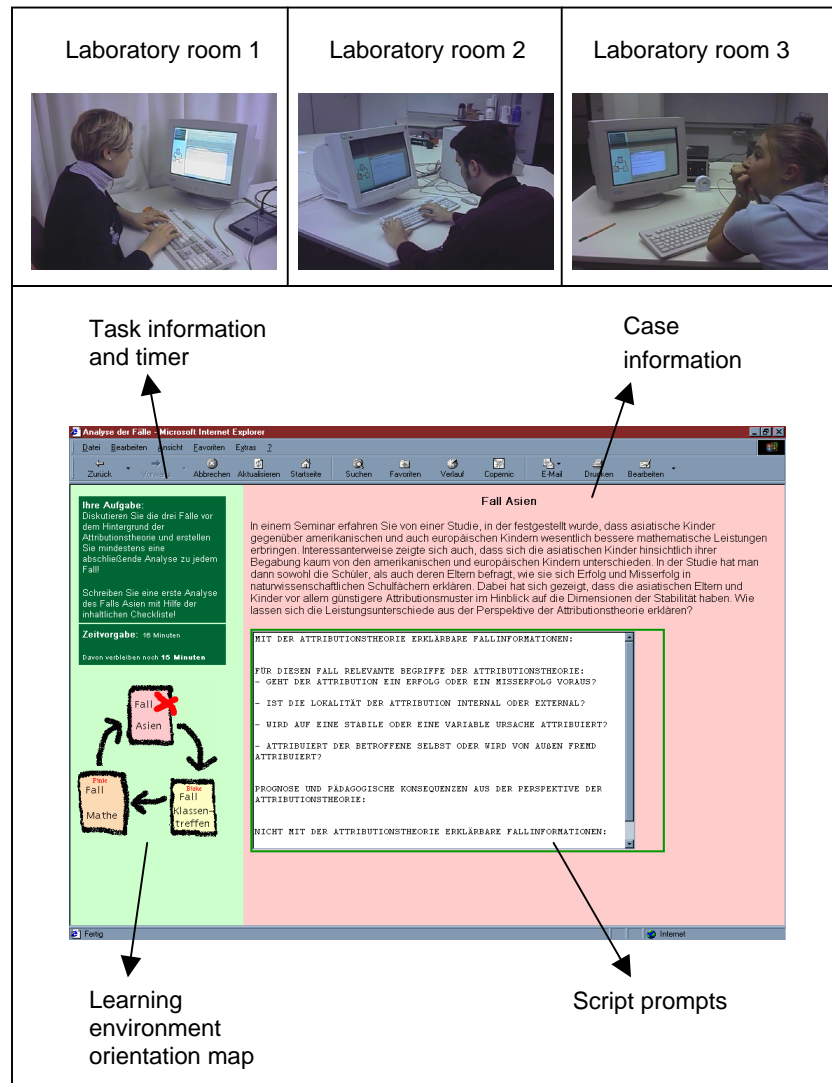 Laboratory room 1
Laboratory room 2
Laboratory room 3
Task information
and timer
Case
information
Analyse der Fälle - Microsoft Internet Explorer
Datei Bearbeiten Ansicht Favoriten Extras ?
Zurück Abbrechen Aktualisieren Startseite Suchen Favoriten Verlauf Copernic E-Mail Drucken Bearbeiten
Ihre Aufgabe:
Diskutieren Sie die drei Fälle vor
dem Hintergrund der
Attributionstheorie und erstellen
Sie mindestens eine
abschließende Analyse zu jedem
Fall!
Schreiben Sie eine erste Analyse
des Falls Asien mit Hilfe der
inhaltlichen Checkliste!
Zeitvorgabe: 16 Minuten
Davon verbleiben noch 15 Minuten
Fall
Asien
Fall
Mathe
Fall
Klassen-
treffen
Fall Asien
In einem Seminar erfahren Sie von einer Studie, in der festgestellt wurde, dass asiatische Kinder
gegenüber amerikanischen und auch europäischen Kindern wesentlich bessere mathematische Leistungen
erbringen. Interessanterweise zeigte sich auch, dass sich die asiatischen Kinder hinsichtlich ihrer
Begabung kaum von den amerikanischen und europäischen Kindern unterschieden. In der Studie hat man
dann sowohl die Schüler, als auch deren Eltern befragt, wie sie sich Erfolg und Misserfolg in
naturwissenschaftlichen Schulfächern erklären. Dabei hat sich gezeigt, dass die asiatischen Eltern und
Kinder vor allem günstigere Attributionsmuster im Hinblick auf die Dimensionen der Stabilität haben. Wie
lassen sich die Leistungsunterschiede aus der Perspektive der Attributionstheorie erklären?
MIT DER ATTRIBUTIONSTHEORIE ERKLÄRBARE FALLINFORMATIONEN:
FÜR DIESEN FALL RELEVANTE BEGRIFFE DER ATTRIBUTIONSTHEORIE:
- GEHT DER ATTRIBUTION EIN ERFOLG ODER EIN MISSERFOLG VORAUS?
- IST DIE LOKALITÄT DER ATTRIBUTION INTERNAL ODER EXTERNAL?
- WIRD AUF EINE STABILE ODER EINE VARIABLE URSACHE ATTRIBUIERT?
- ATTRIBUIERT DER BETROFFENE SELBST ODER WIRD VON AUßEN FREMD
ATTRIBUIERT?
PROGNOSE UND PÄDAGOGISCHE KONSEQUENZEN AUS DER PERSPEKTIVE DER
ATTRIBUTIONSTHEORIE:
NICHT MIT DER ATTRIBUTIONSTHEORIE ERKLÄRBARE FALLINFORMATIONEN:
Fertig
Internet
Learning
environment
orientation map
Script prompts